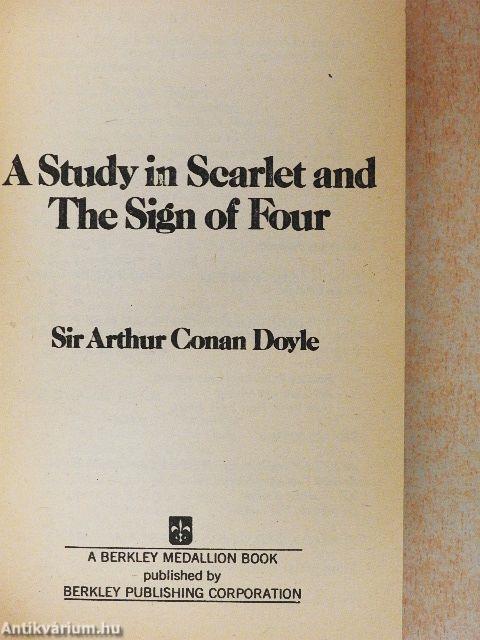 A Study in Scarlet and
The Sign of Four
Sir Arthur Conan Doyle
A BERKLEY MEDALLION BOOK
published by
BERKLEY PUBLISHING CORPORATION
Antikvárium.hu